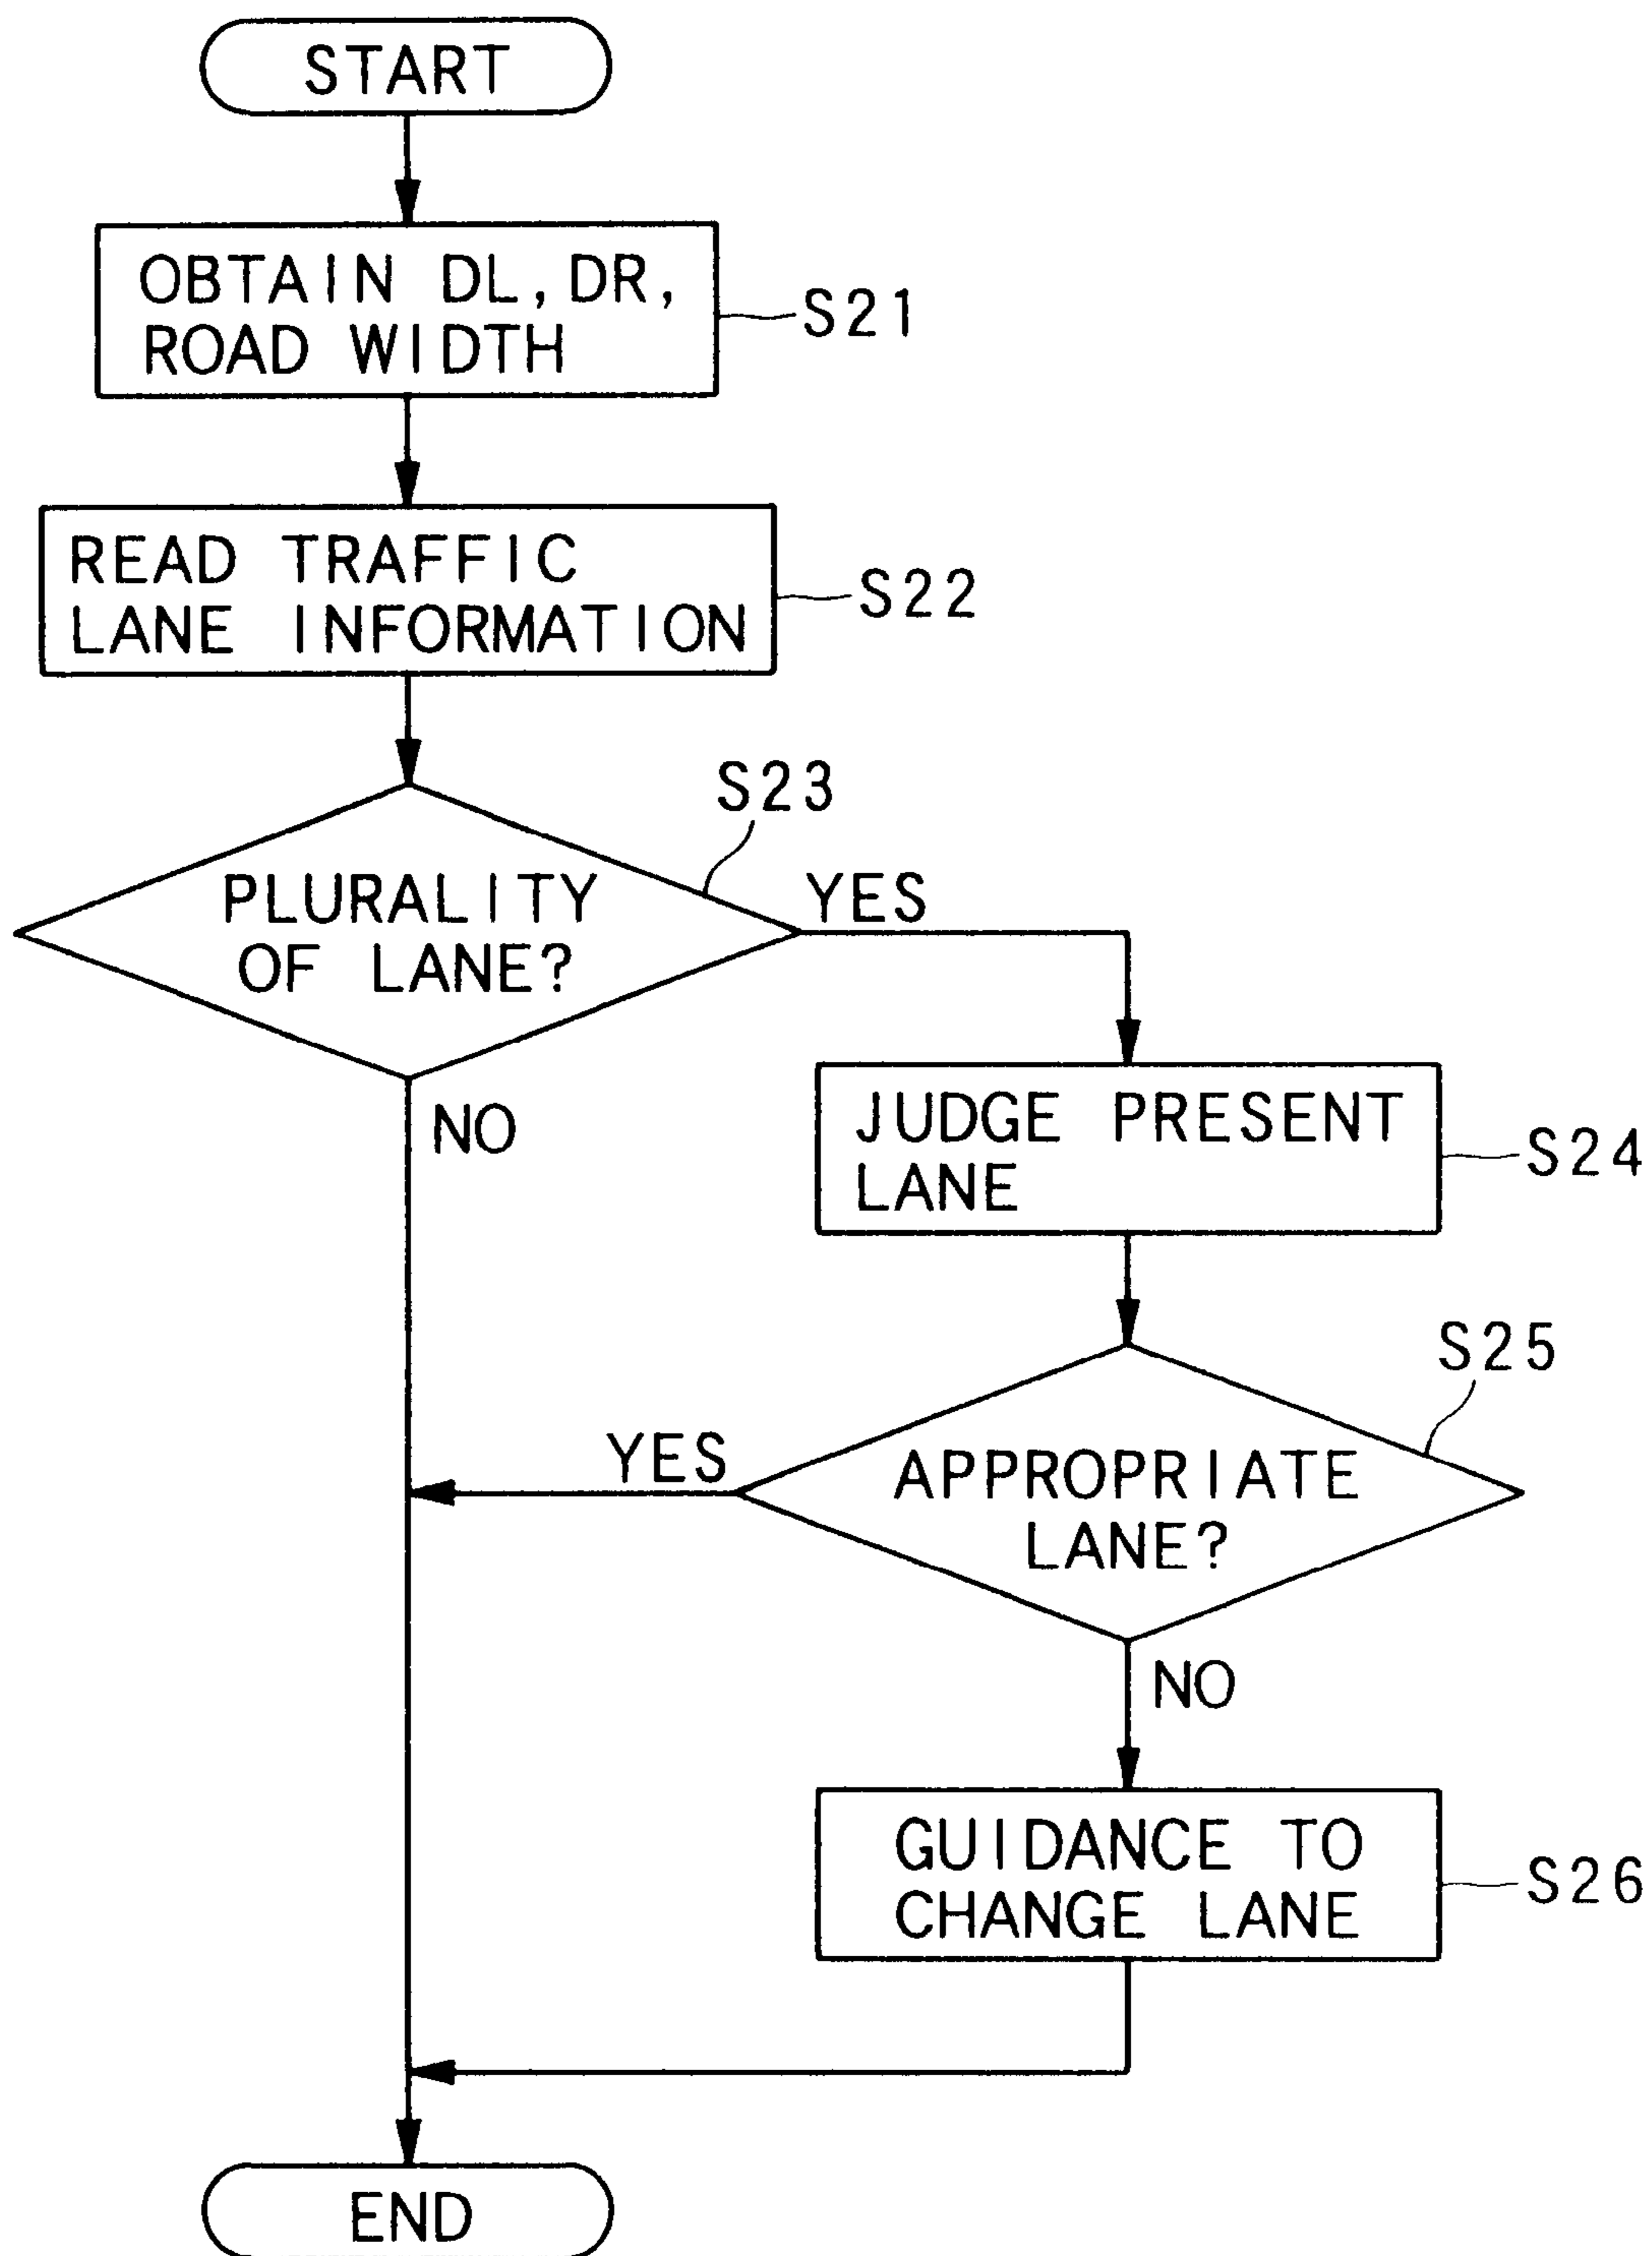 START
OBTAIN DL, DR,
ROAD WIDTH
S21
READ TRAFFIC
LANE INFORMATION
S22
S23
PLURALITY
OF LANE?
YES
NO
JUDGE PRESENT
LANE
S24
S25
YES
APPROPRIATE
LANE?
NO
GUIDANCE TO
CHANGE LANE
S26
END